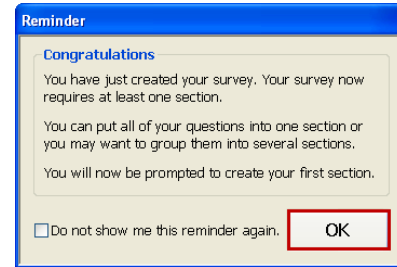 Reminder
Congratulations
You have just created your survey. Your survey now
requires at least one section.
You can put all of your questions into one section or
you may want to group them into several sections.
You will now be prompted to create your first section.
Do not show me this reminder again.
OK